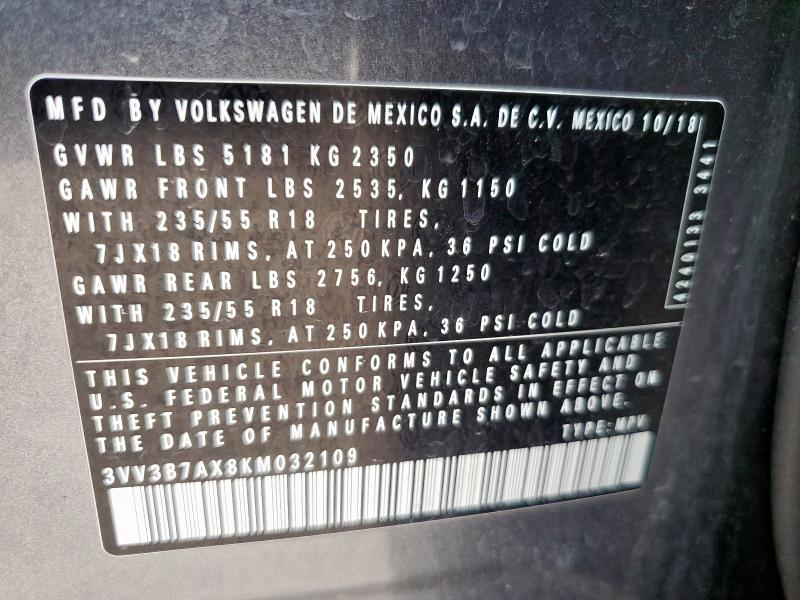 MFD BY VOLKSWAGEN DE MEXICO S.A. DE C.V. MEXICO 10/18
GVWR LBS 5181 KG 2350
GAWR FRONT LBS 2535, KG 1150
WITH 235/55 R18 TIRES,
7JX18 RIMS, AT 250 KPA, 36 PSI COLD
GAWR REAR LBS 2756, KG 1250
WITH 235/55 R18 TIRES,
7JX18 RIMS, AT 250 KPA, 36 PSI COLD
THIS VEHICLE CONFORMS TO ALL APPLICABLE
U.S. FEDERAL MOTOR VEHICLE SAFETY AND
THEFT PREVENTION STANDARDS IN EFFECT ON
THE DATE OF MANUFACTURE SHOWN ABOVE.
TYPE: MPV
3VV3B7AX8KM032109